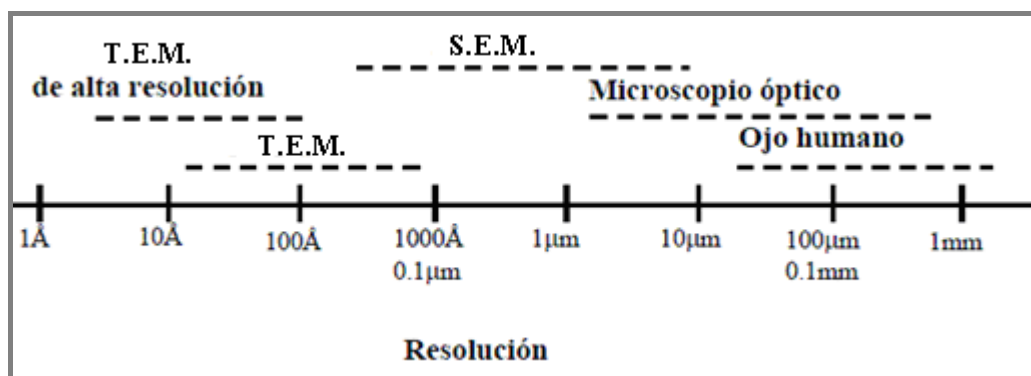 T.E.M.
de alta resolución
S.E.M.
Microscopio óptico
T.E.M.
Ojo humano
1Å
10Å
100Å
1000Å
0.1µm
1µm
10µm
100µm
0.1mm
1mm
Resolución